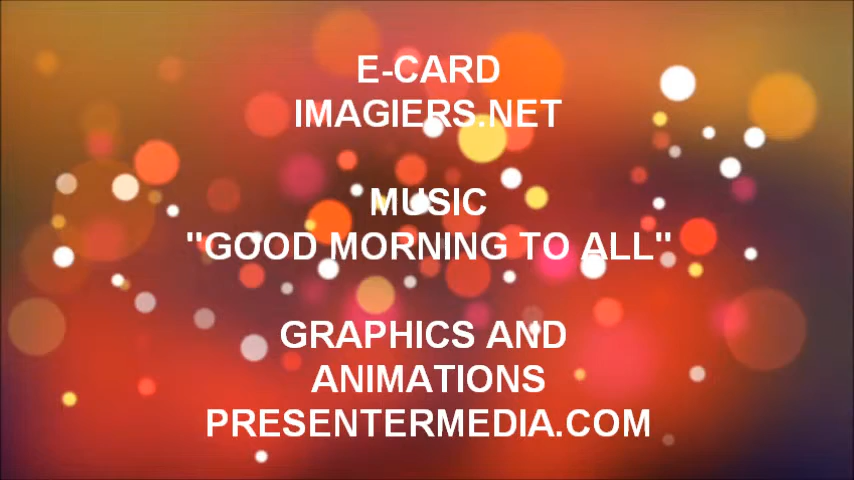 E-CARD
IMAGIERS.NET
MUSIC
"GOOD MORNING TO ALL"
GRAPHICS AND
ANIMATIONS
PRESENTERMEDIA.COM